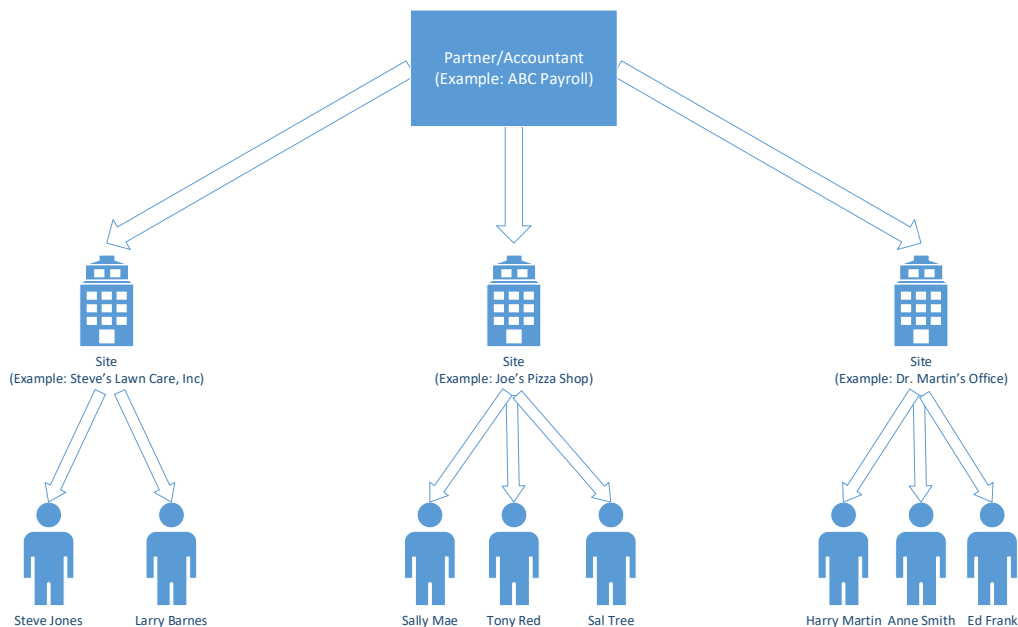 Partner/Accountant
(Example: ABC Payroll)
Site
(Example: Steve’s Lawn Care, Inc)
Site
(Example: Joe’s Pizza Shop)
Site
(Example: Dr. Martin’s Office)
Steve Jones
Larry Barnes
Sally Mae
Tony Red
Sal Tree
Harry Martin
Anne Smith
Ed Frank